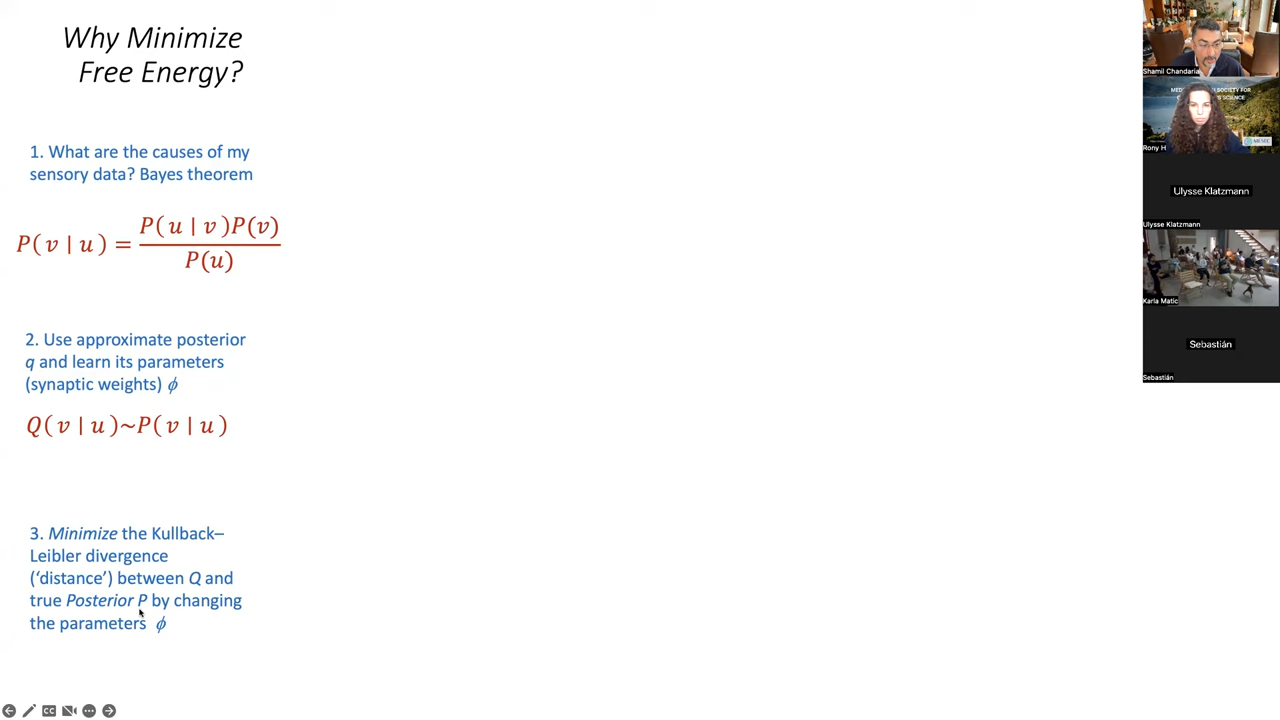 Why Minimize
Free Energy?
1. What are the causes of my
sensory data? Bayes theorem
P(v | u) = P(u | v)P(v) / P(u)
2. Use approximate posterior
q and learn its parameters
(synaptic weights) ϕ
Q(v | u)~P(v | u)
3. Minimize the Kullback–
Leibler divergence
(‘distance’) between Q and
true Posterior P by changing
the parameters ϕ
Shamil Chandaria
Rony H
Ulysse Klatzmann
Ulysse Klatzmann
Karla Matic
Sebastián
Sebastián